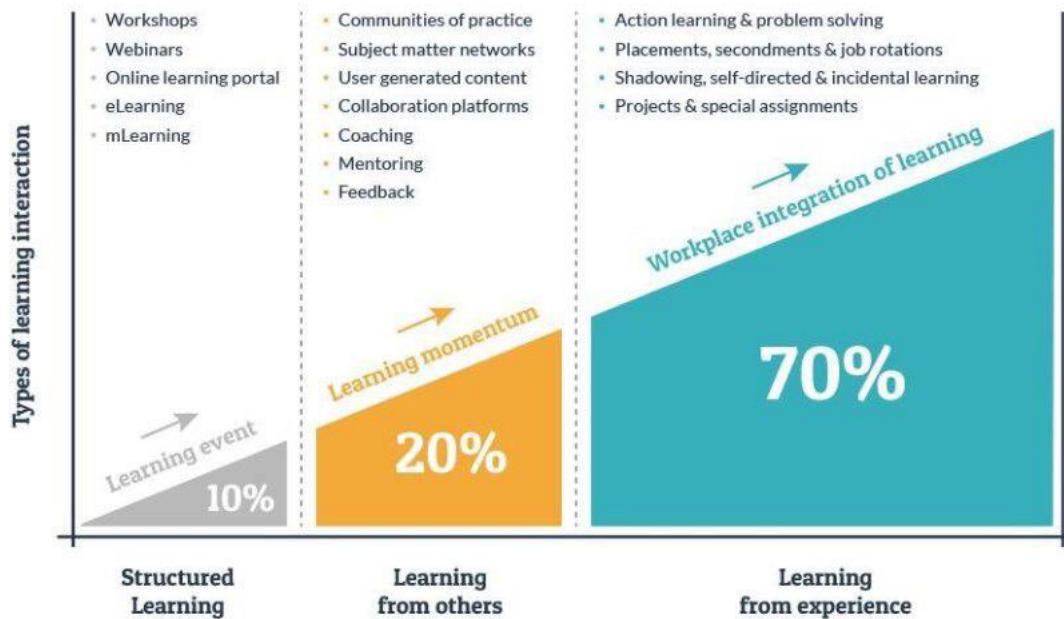 Types of learning interaction
• Workshops
• Webinars
• Online learning portal
• eLearning
• mLearning
Learning event
10%
Structured
Learning
• Communities of practice
• Subject matter networks
• User generated content
• Collaboration platforms
• Coaching
• Mentoring
• Feedback
Learning momentum
20%
Learning
from others
• Action learning & problem solving
• Placements, secondments & job rotations
• Shadowing, self-directed & incidental learning
• Projects & special assignments
Workplace integration of learning
70%
Learning
from experience